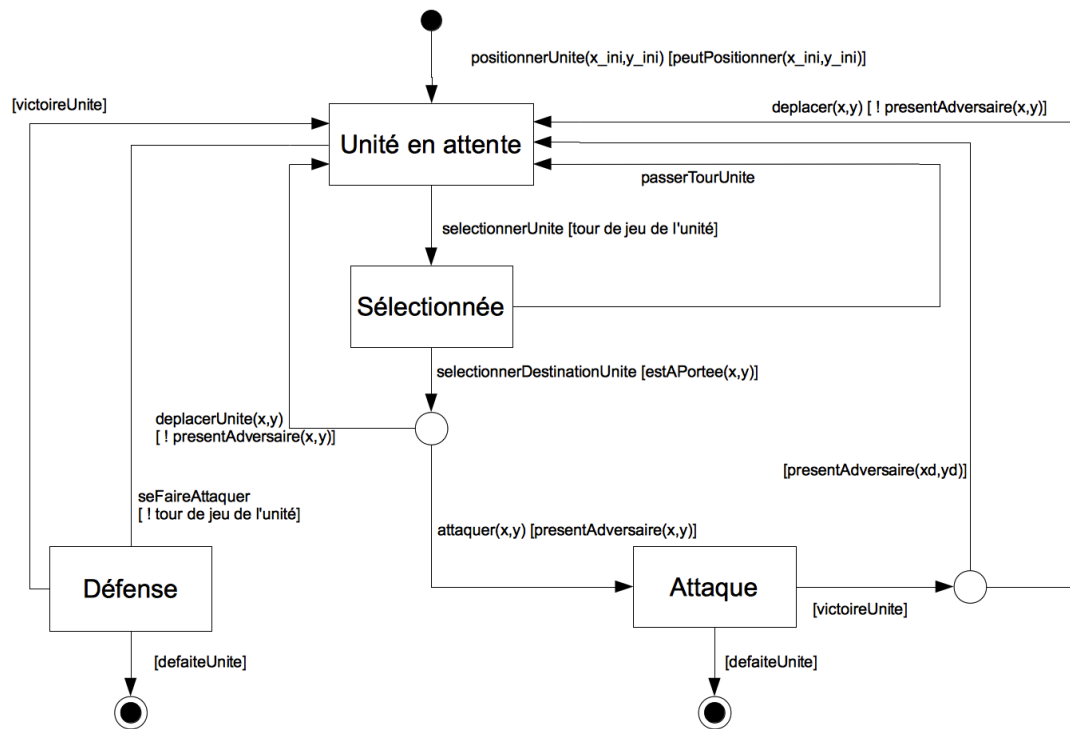 positionnerUnite(x_ini,y_ini) [peutPositionner(x_ini,y_ini)]
[victoireUnite]
deplacer(x,y) [ ! presentAdversaire(x,y)]
Unité en attente
passerTourUnite
selectionnerUnite [tour de jeu de l'unité]
Sélectionnée
selectionnerDestinationUnite [estAPortee(x,y)]
deplacerUnite(x,y)
[ ! presentAdversaire(x,y)]
[presentAdversaire(xd,yd)]
seFaireAttaquer
[ ! tour de jeu de l'unité]
attaquer(x,y) [presentAdversaire(x,y)]
Défense
Attaque
[victoireUnite]
[defaiteUnite]
[defaiteUnite]